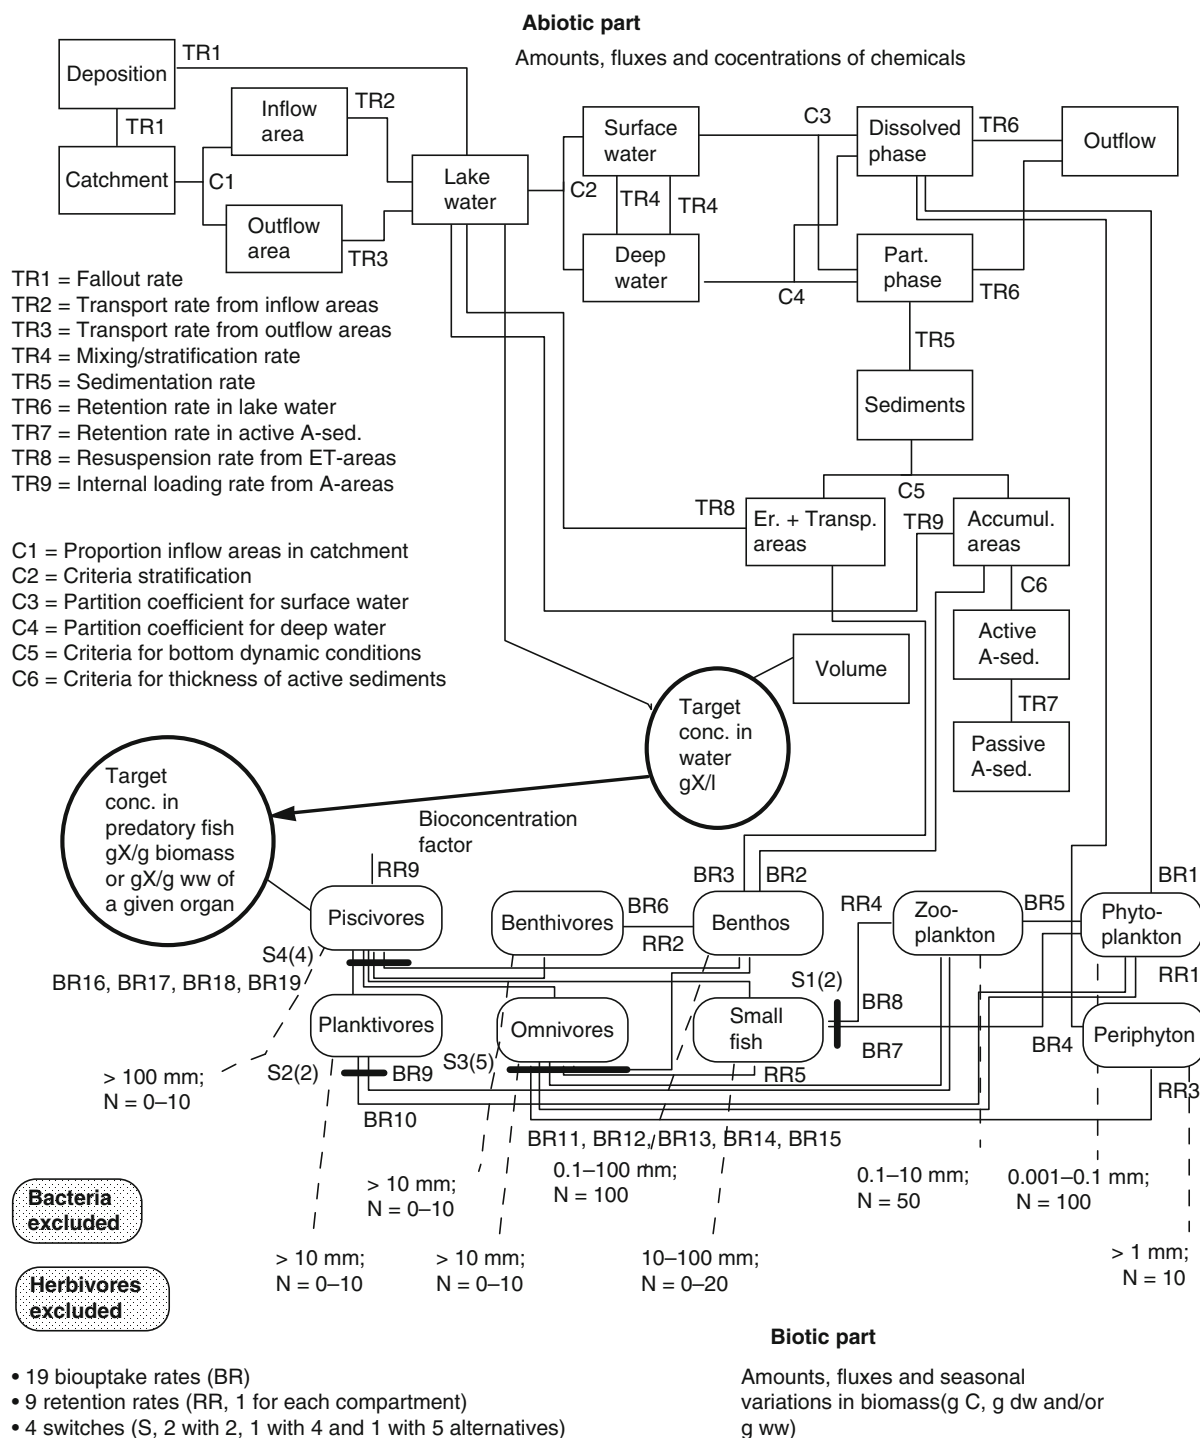 Abiotic part
Amounts, fluxes and cocentrations of chemicals
Deposition
TR1
TR1
Catchment
C1
Inflow
area
TR2
Outflow
area
TR3
Lake
water
C2
Surface
water
TR4
TR4
Deep
water
C3
C4
Dissolved
phase
TR6
Outflow
Part.
phase
TR6
TR5
Sediments
C5
TR8
Er. + Transp.
areas
TR9
Accumul.
areas
C6
Active
A-sed.
TR7
Passive
A-sed.
TR1 = Fallout rate
TR2 = Transport rate from inflow areas
TR3 = Transport rate from outflow areas
TR4 = Mixing/stratification rate
TR5 = Sedimentation rate
TR6 = Retention rate in lake water
TR7 = Retention rate in active A-sed.
TR8 = Resuspension rate from ET-areas
TR9 = Internal loading rate from A-areas
C1 = Proportion inflow areas in catchment
C2 = Criteria stratification
C3 = Partition coefficient for surface water
C4 = Partition coefficient for deep water
C5 = Criteria for bottom dynamic conditions
C6 = Criteria for thickness of active sediments
Volume
Target
conc. in
water
gX/l
Target
conc. in
predatory fish
gX/g biomass
or gX/g ww of
a given organ
Bioconcentration
factor
RR9
Piscivores
Benthivores
BR6
RR2
BR3
BR2
Benthos
RR4
Zoo-
plankton
BR5
BR1
Phyto-
plankton
RR1
S4(4)
BR16, BR17, BR18, BR19
Planktivores
Omnivores
Small
fish
S1(2)
BR8
BR7
BR4
Periphyton
RR3
S2(2)
BR9
S3(5)
RR5
BR10
BR11, BR12, BR13, BR14, BR15
> 100 mm;
N = 0–10
> 10 mm;
N = 0–10
0.1–100 mm;
N = 100
0.1–10 mm;
N = 50
0.001–0.1 mm;
N = 100
> 10 mm;
N = 0–10
> 10 mm;
N = 0–10
10–100 mm;
N = 0–20
> 1 mm;
N = 10
Bacteria
excluded
Herbivores
excluded
Biotic part
Amounts, fluxes and seasonal
variations in biomass(g C, g dw and/or
g ww)
• 19 biouptake rates (BR)
• 9 retention rates (RR, 1 for each compartment)
• 4 switches (S, 2 with 2, 1 with 4 and 1 with 5 alternatives)